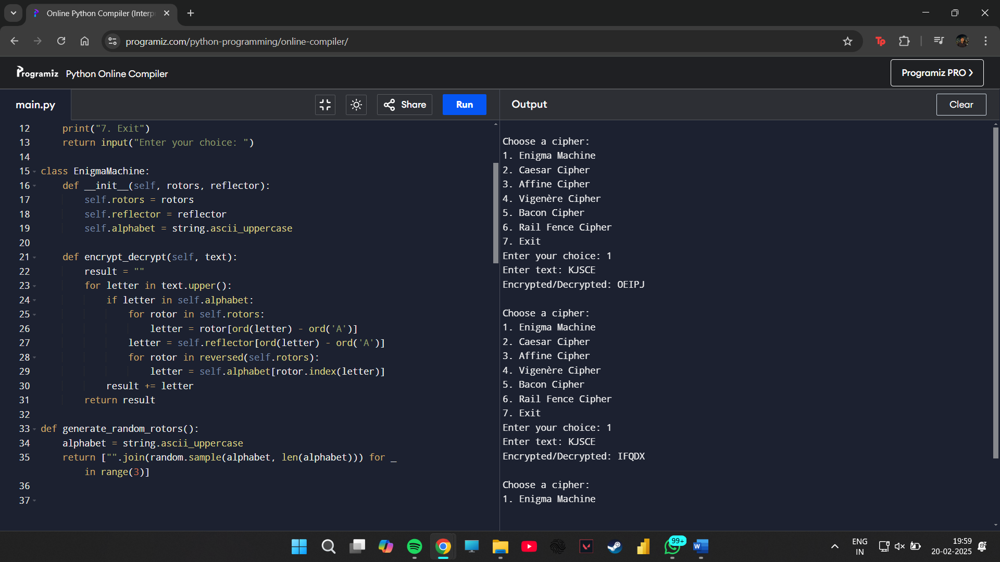 Online Python Compiler (Interp
programiz.com/python-programming/online-compiler/
Tp
Programiz Python Online Compiler
Programiz PRO
main.py
Share
Run
Output
Clear
12 print("7. Exit")
13 return input("Enter your choice: ")
14
15 class EnigmaMachine:
16 def __init__(self, rotors, reflector):
17 self.rotors = rotors
18 self.reflector = reflector
19 self.alphabet = string.ascii_uppercase
20
21 def encrypt_decrypt(self, text):
22 result = ""
23 for letter in text.upper():
24 if letter in self.alphabet:
25 for rotor in self.rotors:
26 letter = rotor[ord(letter) - ord('A')]
27 letter = self.reflector[ord(letter) - ord('A')]
28 for rotor in reversed(self.rotors):
29 letter = self.alphabet[rotor.index(letter)]
30 result += letter
31 return result
32
33 def generate_random_rotors():
34 alphabet = string.ascii_uppercase
35 return ["".join(random.sample(alphabet, len(alphabet))) for _
in range(3)]
36
37
Choose a cipher:
1. Enigma Machine
2. Caesar Cipher
3. Affine Cipher
4. Vigenère Cipher
5. Bacon Cipher
6. Rail Fence Cipher
7. Exit
Enter your choice: 1
Enter text: KJSCE
Encrypted/Decrypted: OEIPJ
Choose a cipher:
1. Enigma Machine
2. Caesar Cipher
3. Affine Cipher
4. Vigenère Cipher
5. Bacon Cipher
6. Rail Fence Cipher
7. Exit
Enter your choice: 1
Enter text: KJSCE
Encrypted/Decrypted: IFQDX
Choose a cipher:
1. Enigma Machine
99+
W
ENG
IN
19:59
20-02-2025